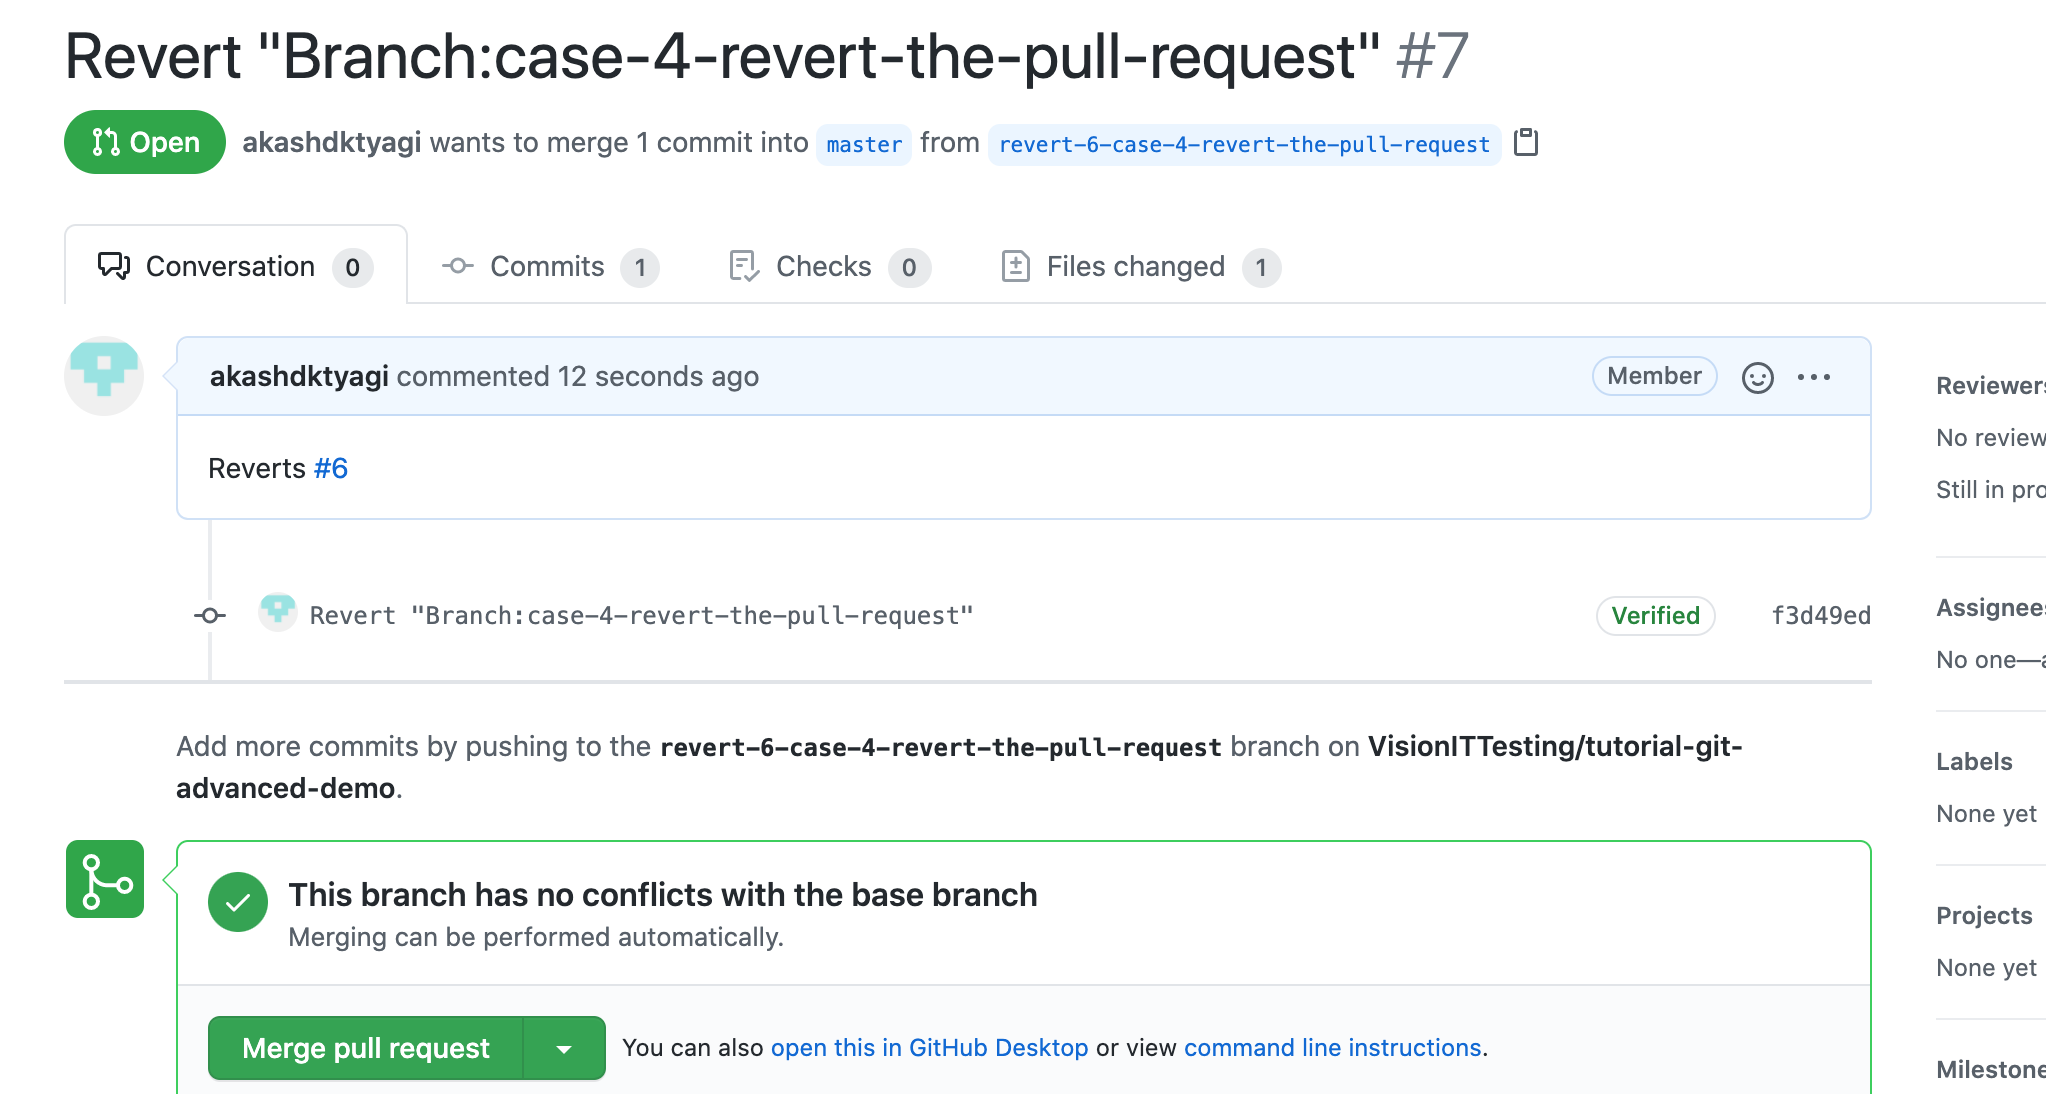 Revert "Branch:case-4-revert-the-pull-request" #7
Open akashdktyagi wants to merge 1 commit into master from revert-6-case-4-revert-the-pull-request
Conversation 0 Commits 1 Checks 0 Files changed 1
akashdktyagi commented 12 seconds ago Member
Reverts #6
Revert "Branch:case-4-revert-the-pull-request" Verified f3d49ed
Add more commits by pushing to the revert-6-case-4-revert-the-pull-request branch on VisionITTesting/tutorial-git-
advanced-demo.
This branch has no conflicts with the base branch
Merging can be performed automatically.
Merge pull request You can also open this in GitHub Desktop or view command line instructions.
Reviewers
No review
Still in pro
Assignees
No one—a
Labels
None yet
Projects
None yet
Milestone